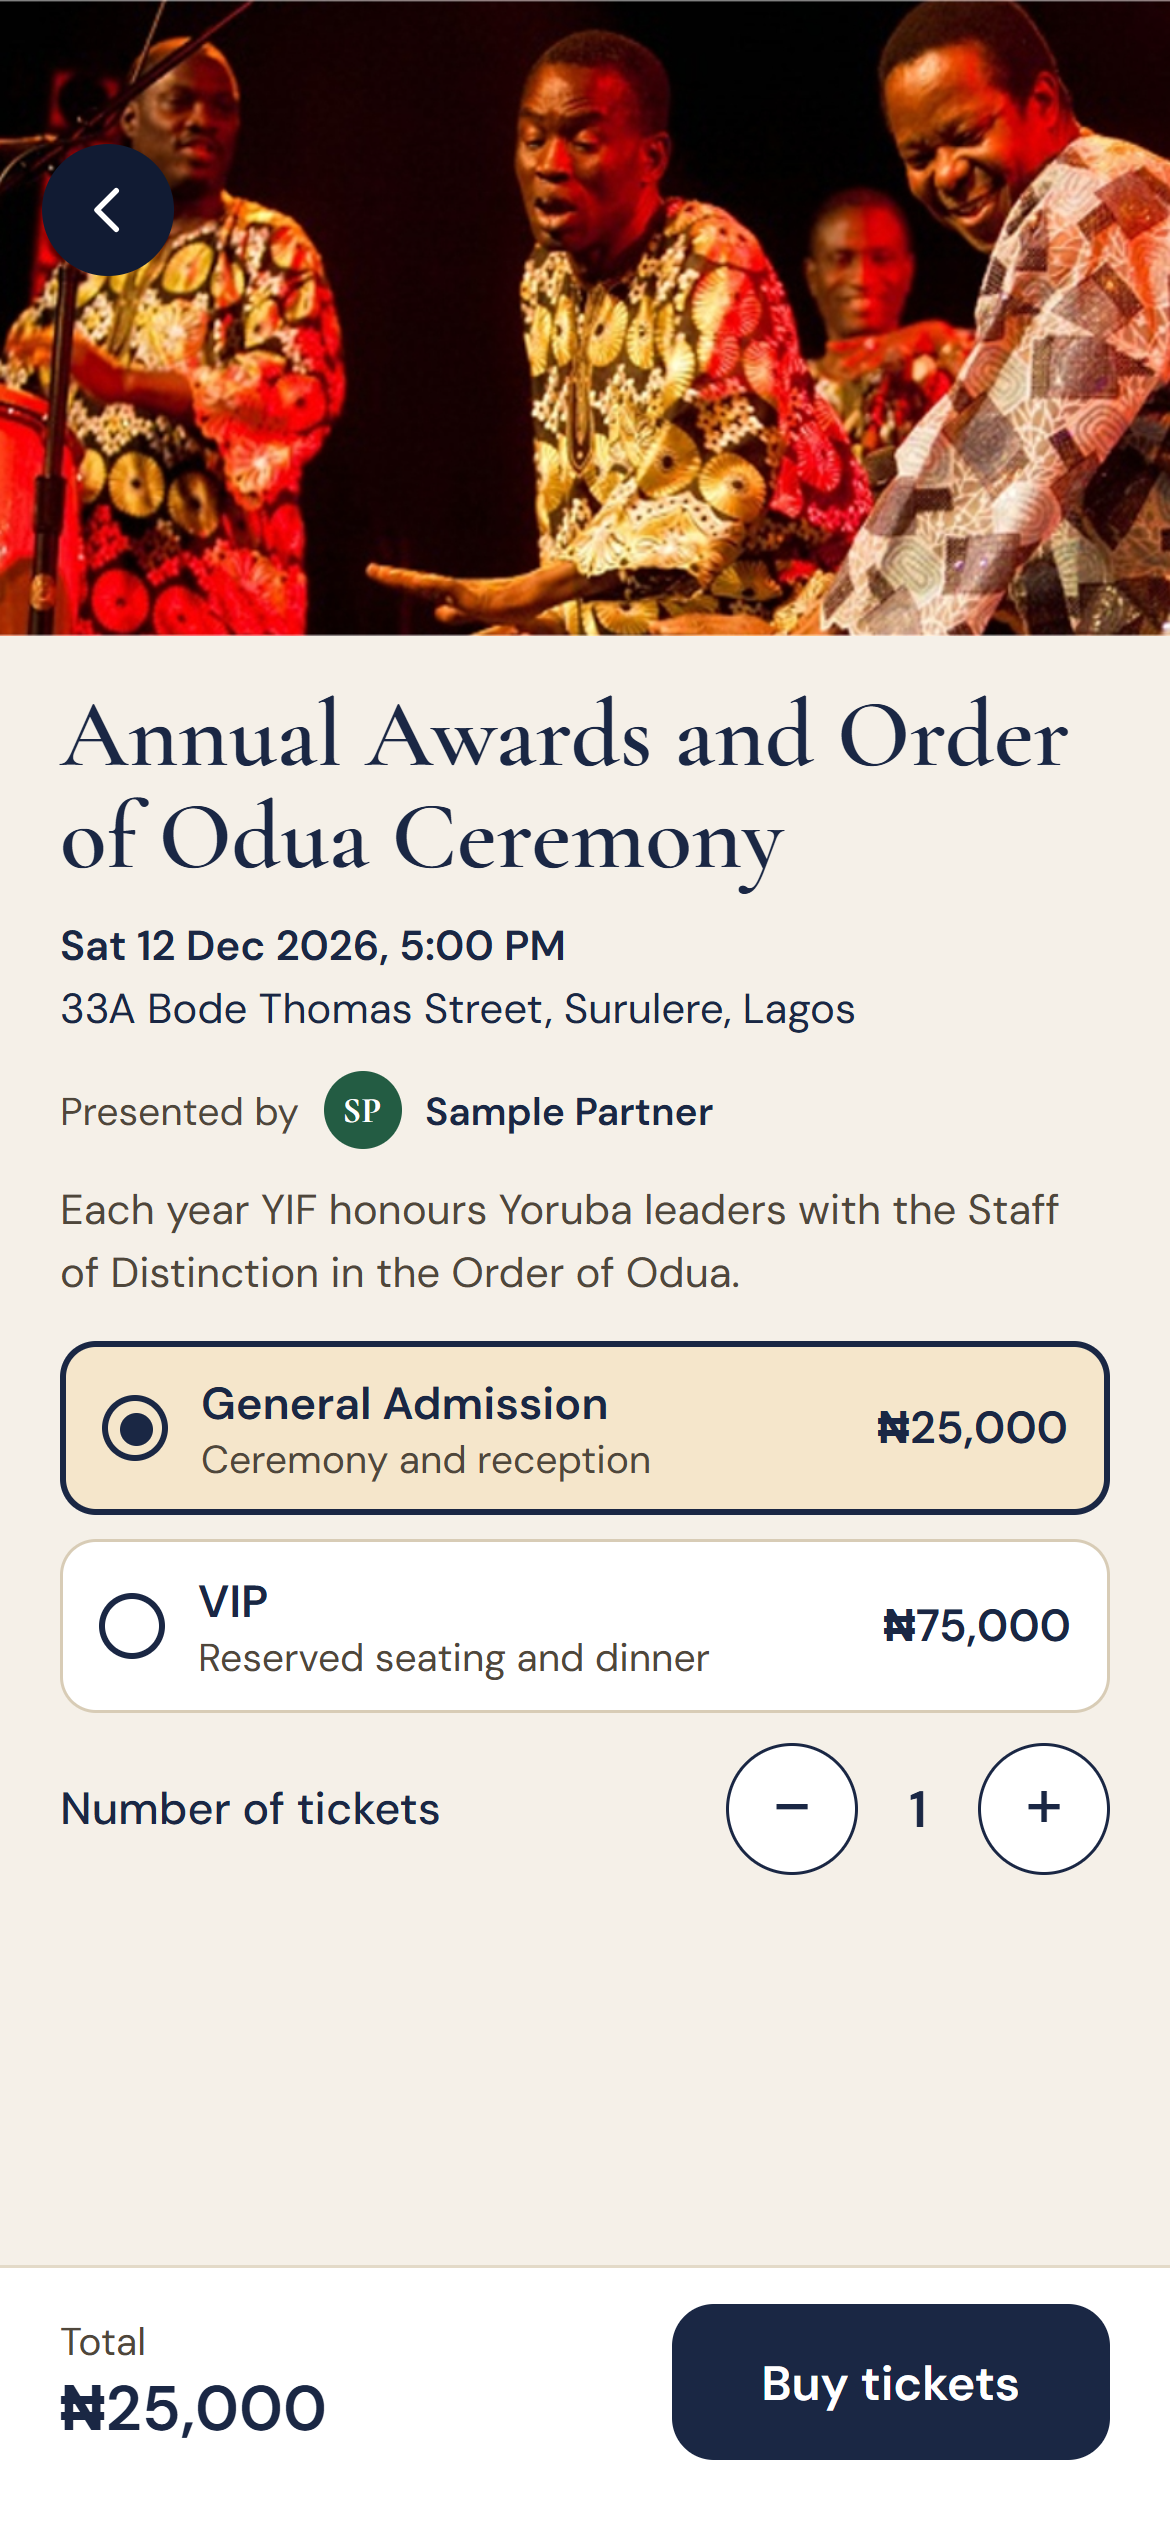 Annual Awards and Order
of Odua Ceremony
Sat 12 Dec 2026, 5:00 PM
33A Bode Thomas Street, Surulere, Lagos
Presented by SP Sample Partner
Each year YIF honours Yoruba leaders with the Staff
of Distinction in the Order of Odua.
General Admission
Ceremony and reception
₦25,000
VIP
Reserved seating and dinner
₦75,000
Number of tickets − 1 +
Total
₦25,000
Buy tickets